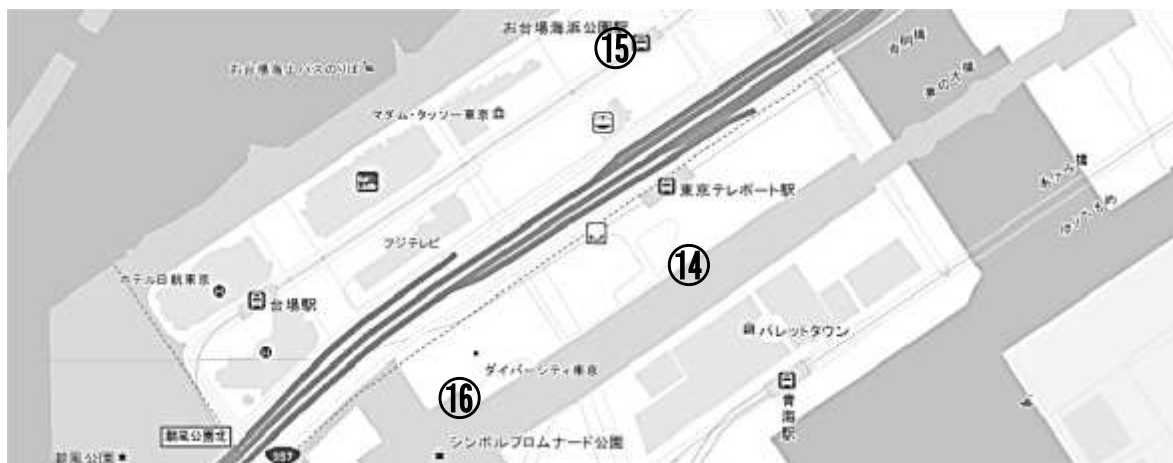 お台場海浜公園駅
⑮
有明橋
お台場海上バスのりば
夢の大橋
マダム・タッソー東京
あけみ橋
東京テレポート駅
のぞみ橋
フジテレビ
⑭
ホテル日航東京
台場駅
パレットタウン
ダイバーシティ東京
⑯
青海駅
潮風公園北
シンボルプロムナード公園
潮風公園
357